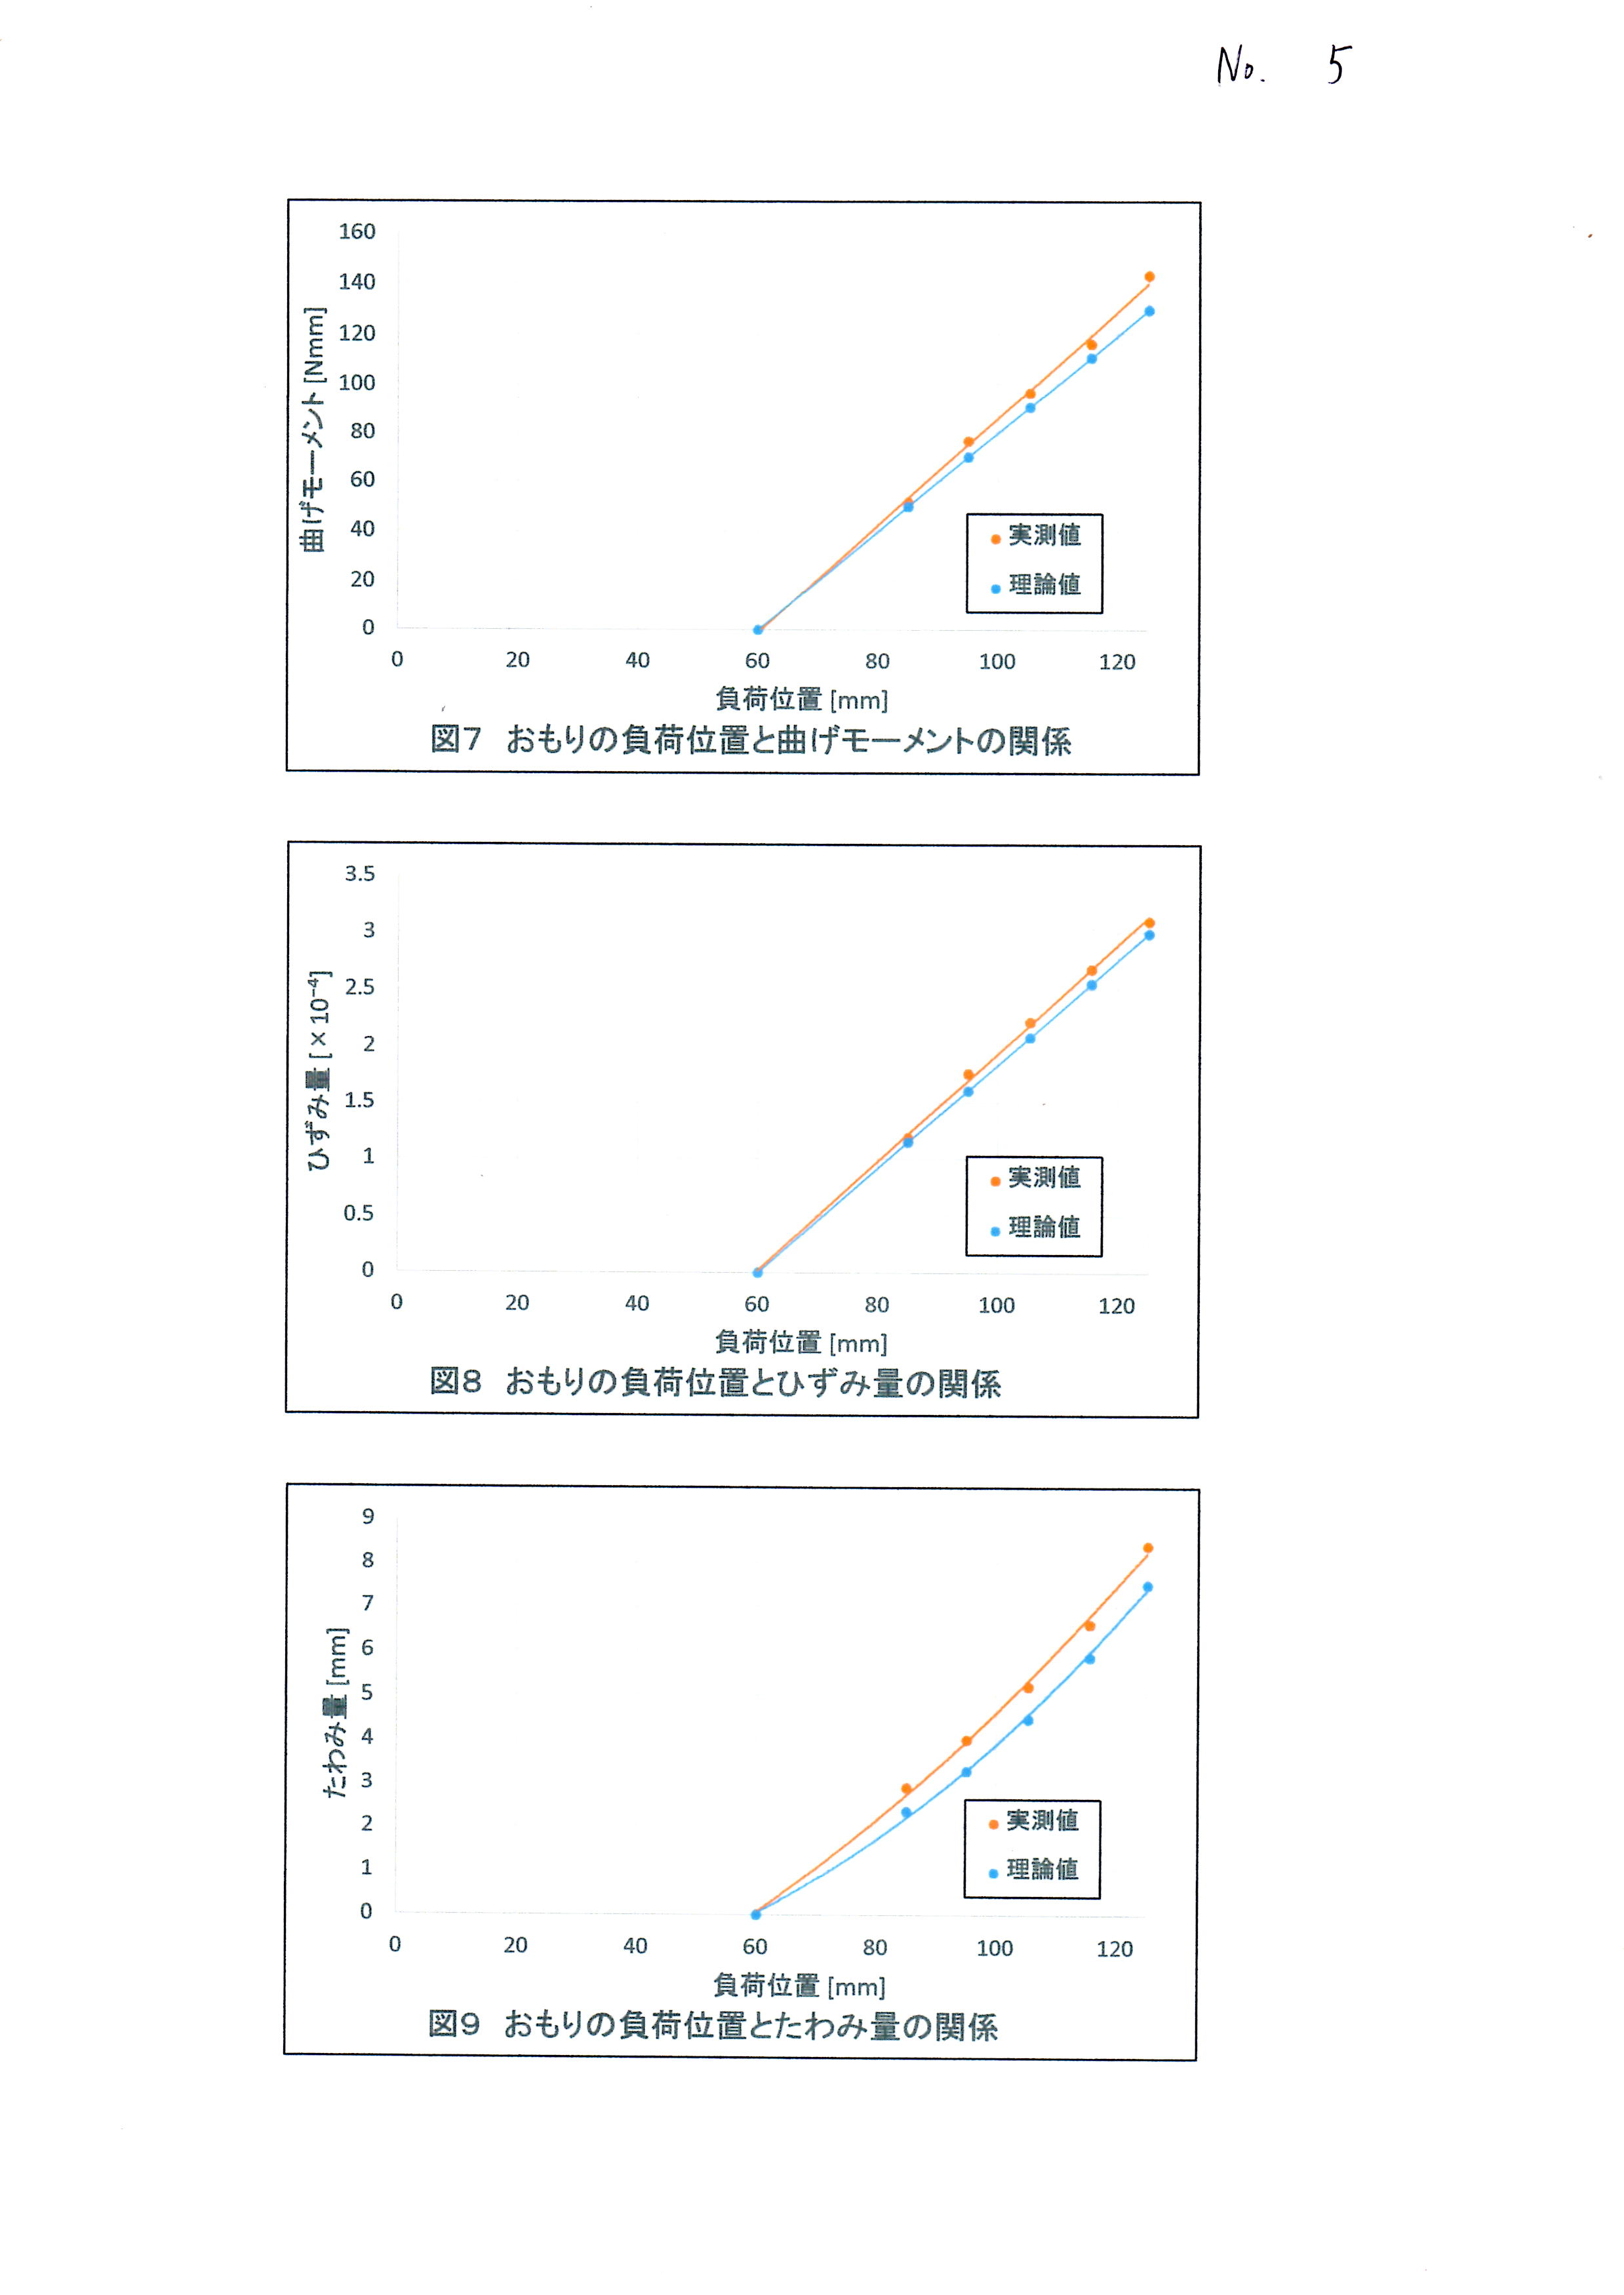 No. 5
160
140
120
100
80
60
40
20
0
曲げモーメント [Nmm]
実測値
理論値
0 20 40 60 80 100 120
負荷位置 [mm]
図7 おもりの負荷位置と曲げモーメントの関係
3.5
3
2.5
2
1.5
1
0.5
0
ひずみ量 [×10⁻⁴]
実測値
理論値
0 20 40 60 80 100 120
負荷位置 [mm]
図8 おもりの負荷位置とひずみ量の関係
9
8
7
6
5
4
3
2
1
0
たわみ量 [mm]
実測値
理論値
0 20 40 60 80 100 120
負荷位置 [mm]
図9 おもりの負荷位置とたわみ量の関係